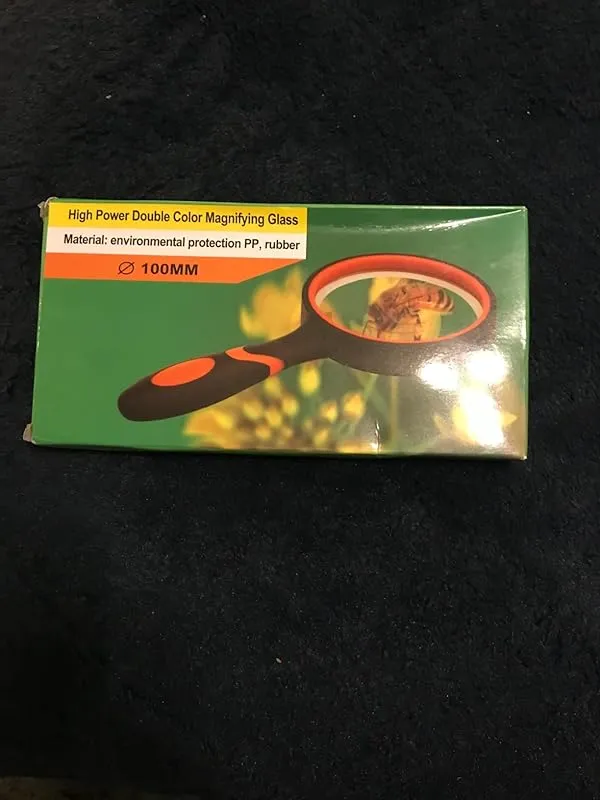 High Power Double Color Magnifying Glass
Material: environmental protection PP, rubber
⌀ 100MM